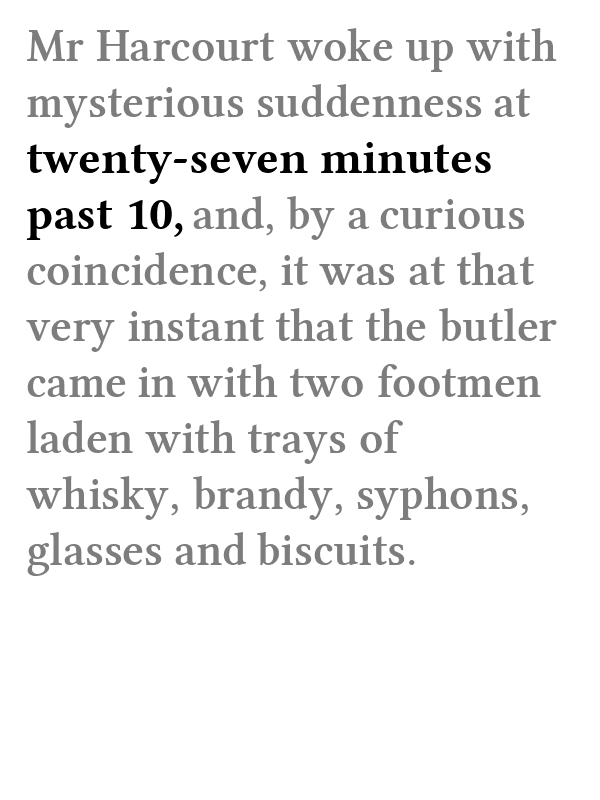 Mr Harcourt woke up with
mysterious suddenness at
twenty-seven minutes
past 10, and, by a curious
coincidence, it was at that
very instant that the butler
came in with two footmen
laden with trays of
whisky, brandy, syphons,
glasses and biscuits.